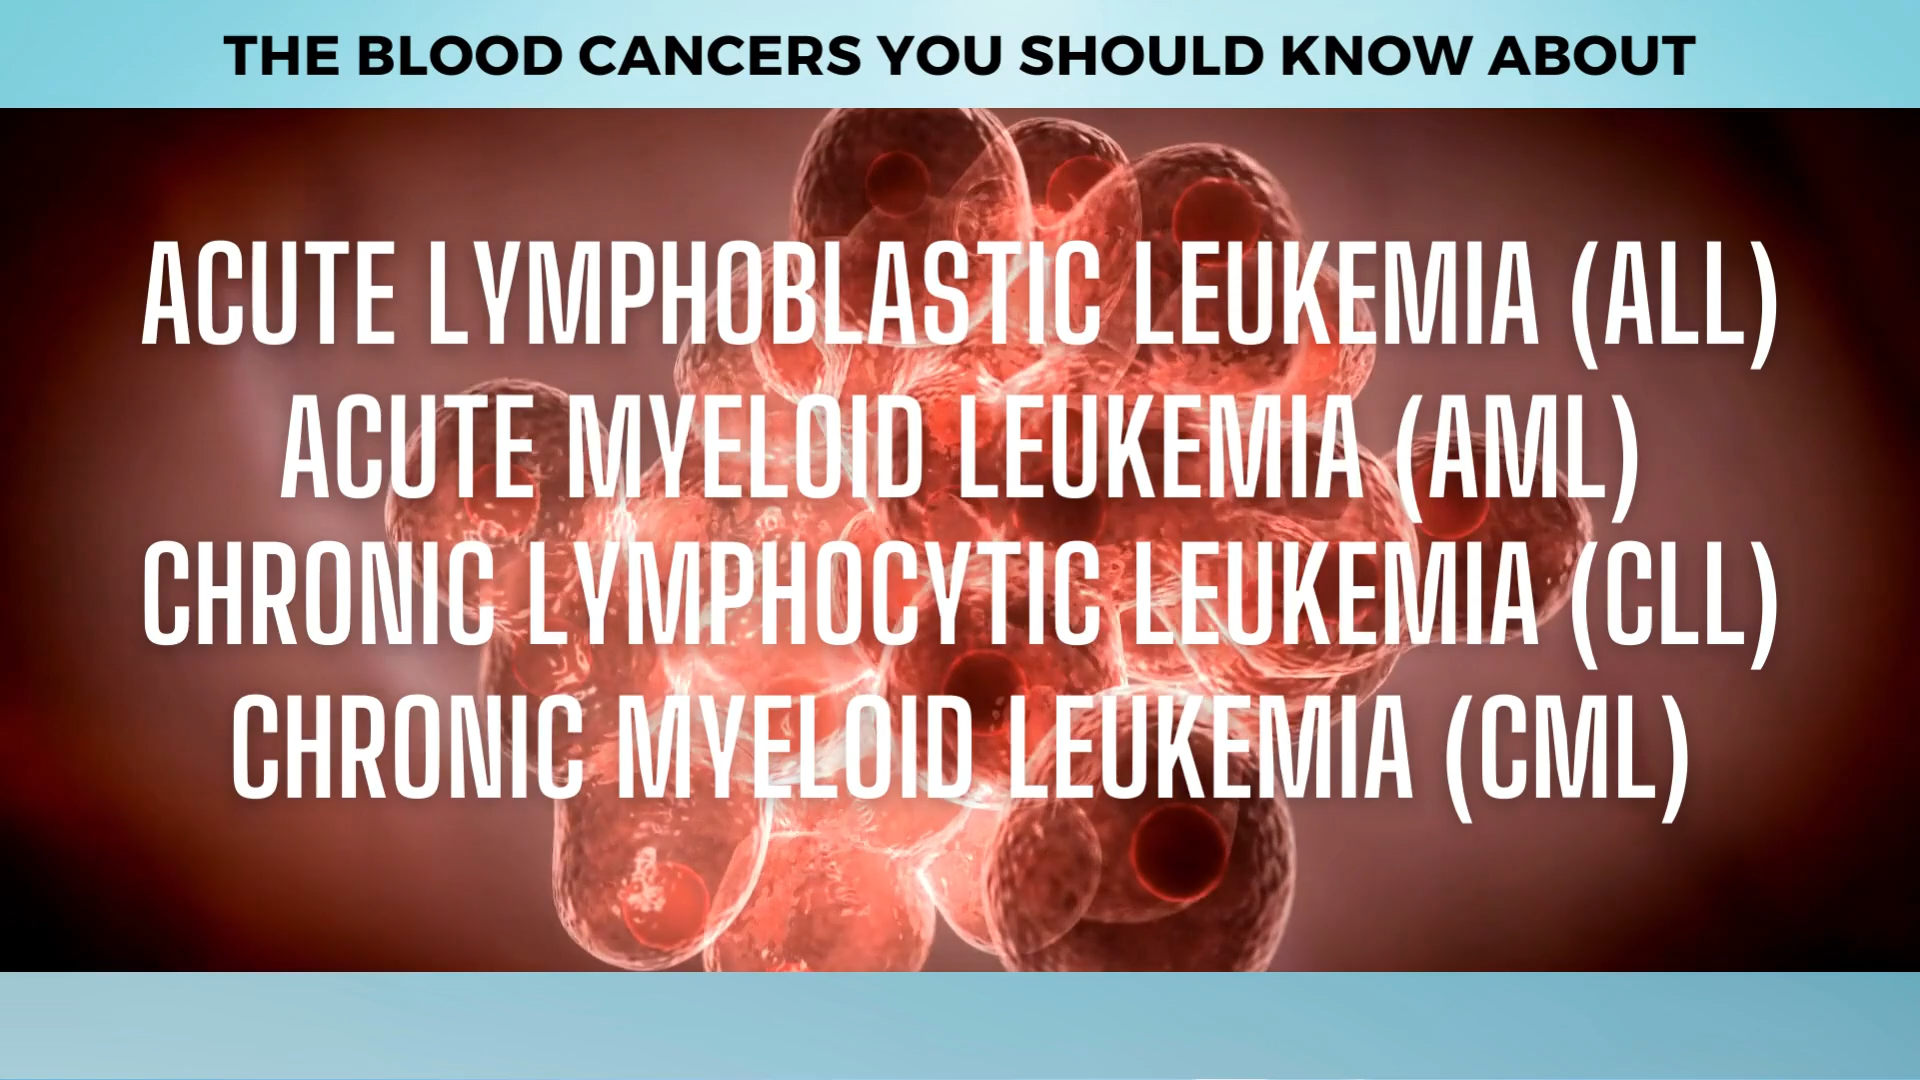 THE BLOOD CANCERS YOU SHOULD KNOW ABOUT
ACUTE LYMPHOBLASTIC LEUKEMIA (ALL)
ACUTE MYELOID LEUKEMIA (AML)
CHRONIC LYMPHOCYTIC LEUKEMIA (CLL)
CHRONIC MYELOID LEUKEMIA (CML)